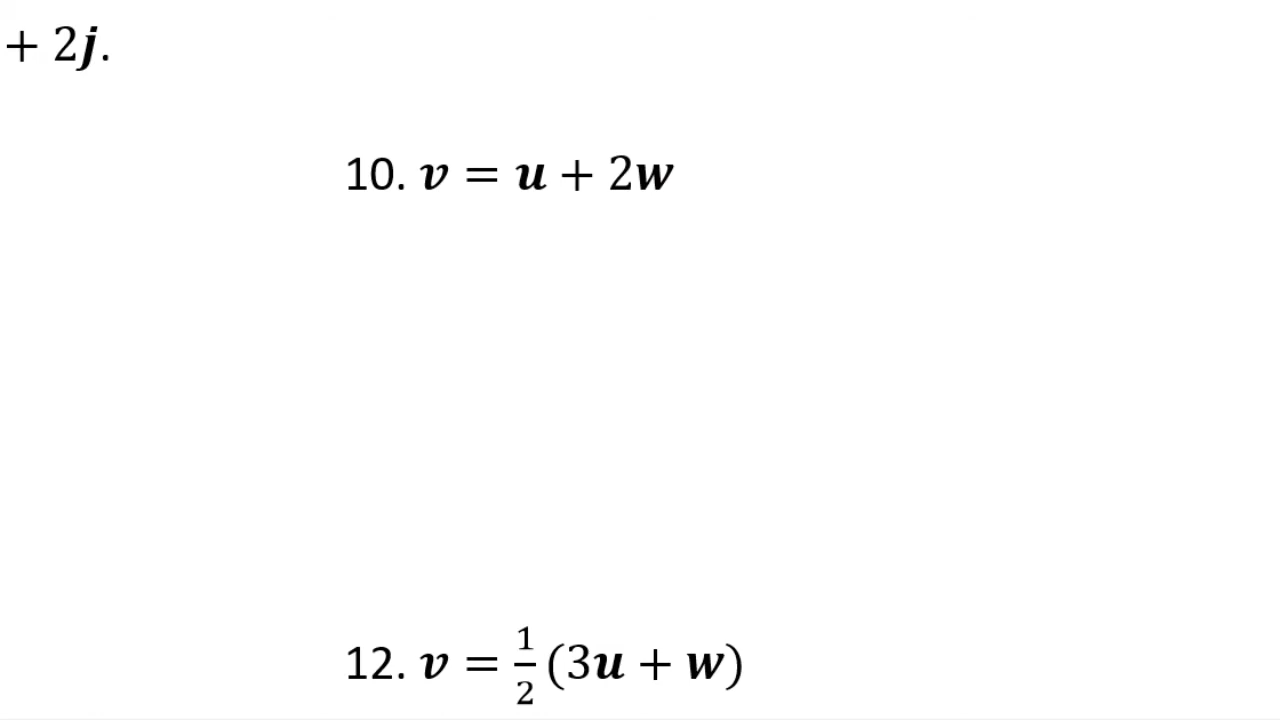 + 2j.
10. v = u + 2w
12. v = 1/2 (3u + w)